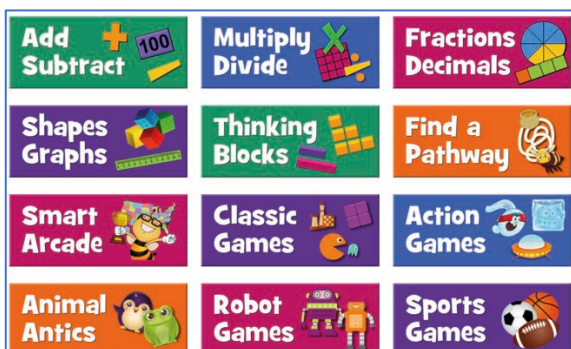 Add
Subtract
100
Multiply
Divide
Fractions
Decimals
Shapes
Graphs
Thinking
Blocks
Find a
Pathway
Smart
Arcade
Classic
Games
Action
Games
Animal
Antics
Robot
Games
Sports
Games